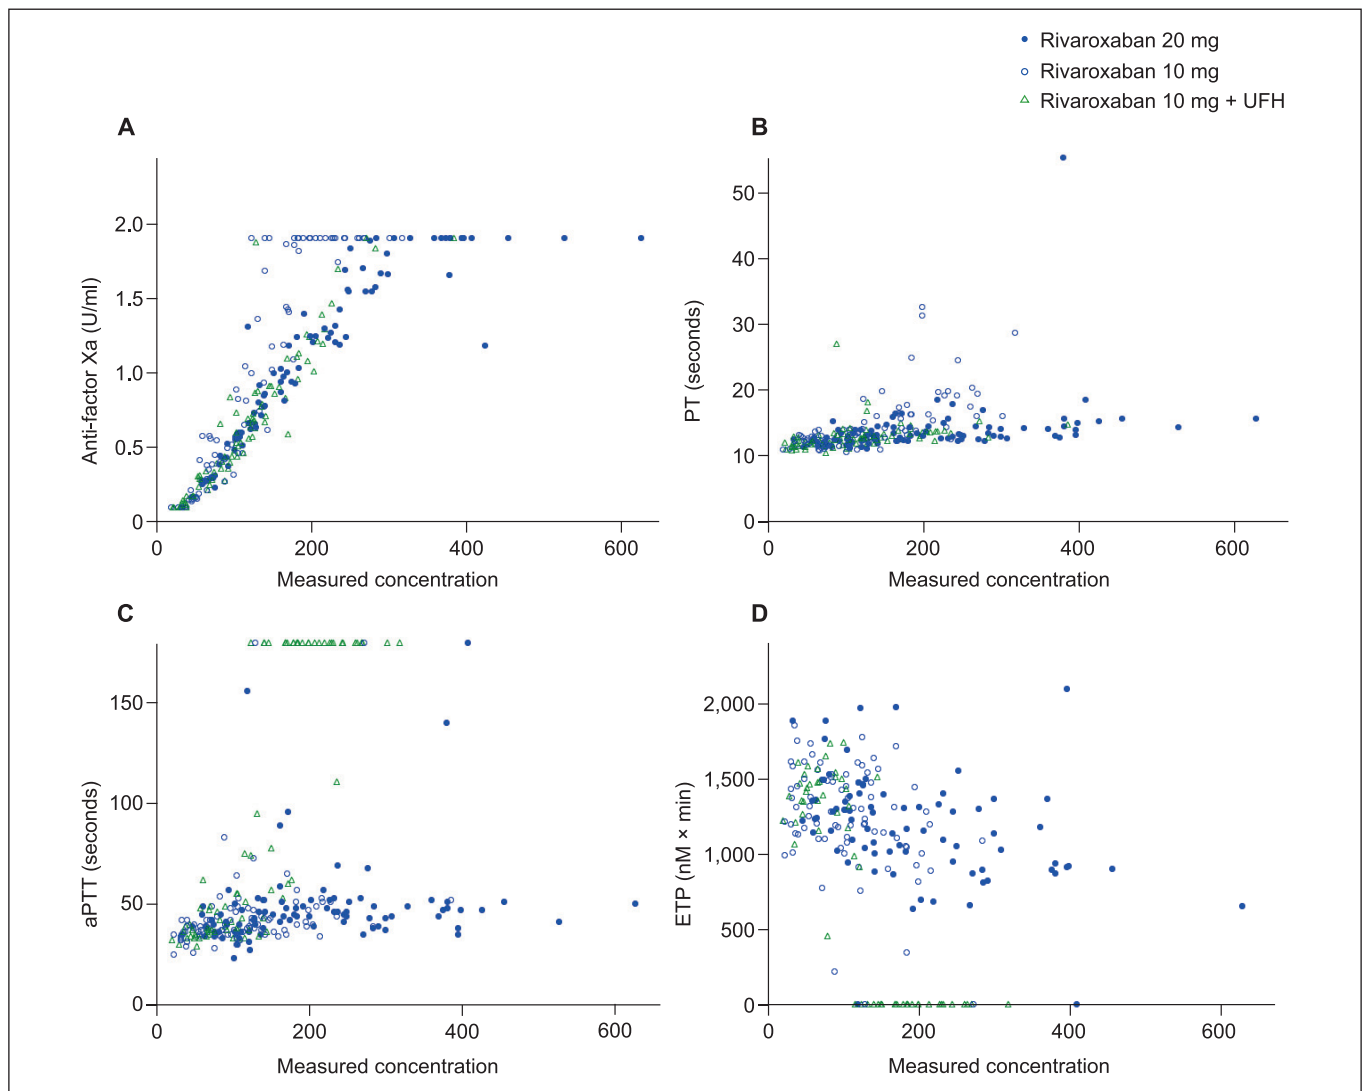 Rivaroxaban 20 mg
Rivaroxaban 10 mg
Rivaroxaban 10 mg + UFH
A
2.0
1.5
1.0
0.5
0
Anti-factor Xa (U/ml)
0 200 400 600
Measured concentration
B
50
40
30
20
10
0
PT (seconds)
0 200 400 600
Measured concentration
C
150
100
50
0
aPTT (seconds)
0 200 400 600
Measured concentration
D
2,000
1,500
1,000
500
0
ETP (nM × min)
0 200 400 600
Measured concentration